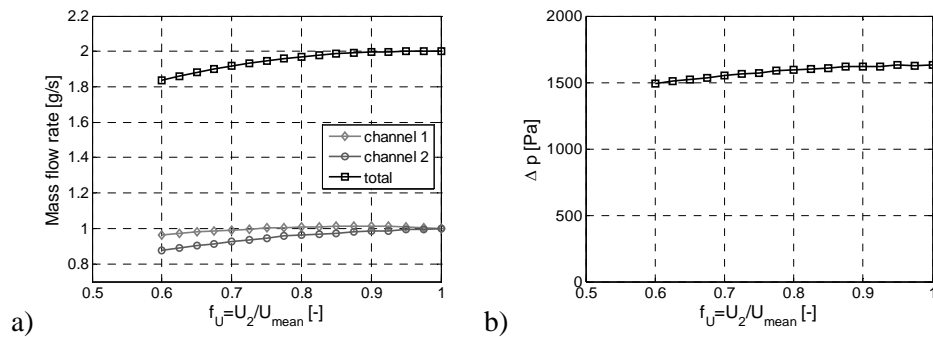 2.2
2
1.8
1.6
1.4
1.2
1
0.8
Mass flow rate [g/s]
channel 1
channel 2
total
0.5 0.6 0.7 0.8 0.9 1
f_U=U_2/U_mean [-]
a)
2000
1500
1000
500
0
Δ p [Pa]
0.5 0.6 0.7 0.8 0.9 1
f_U=U_2/U_mean [-]
b)